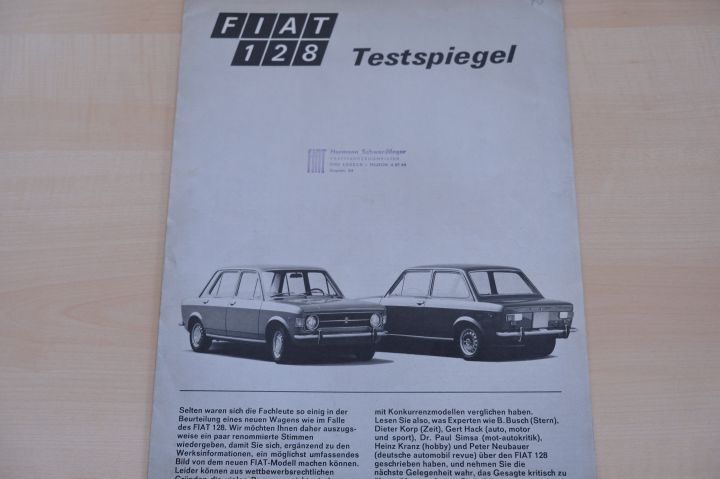 FIAT
128
Testspiegel
Hermann Schwerdtfeger
Selten waren sich die Fachleute so einig in der
Beurteilung eines neuen Wagens wie im Falle
des FIAT 128. Wir möchten Ihnen daher auszugs-
weise ein paar renommierte Stimmen
wiedergeben, damit Sie sich, ergänzend zu den
Werksinformationen, ein möglichst umfassendes
Bild von dem neuen FIAT-Modell machen können.
Leider können aus wettbewerbsrechtlichen
mit Konkurrenzmodellen verglichen haben.
Lesen Sie also, was Experten wie B. Busch (Stern),
Dieter Korp (Zeit), Gert Hack (auto, motor
und sport), Dr. Paul Simsa (mot-autokritik),
Heinz Kranz (hobby) und Peter Neubauer
(deutsche automobil revue) über den FIAT 128
geschrieben haben, und nehmen Sie die
nächste Gelegenheit wahr, das Gesagte kritisch zu